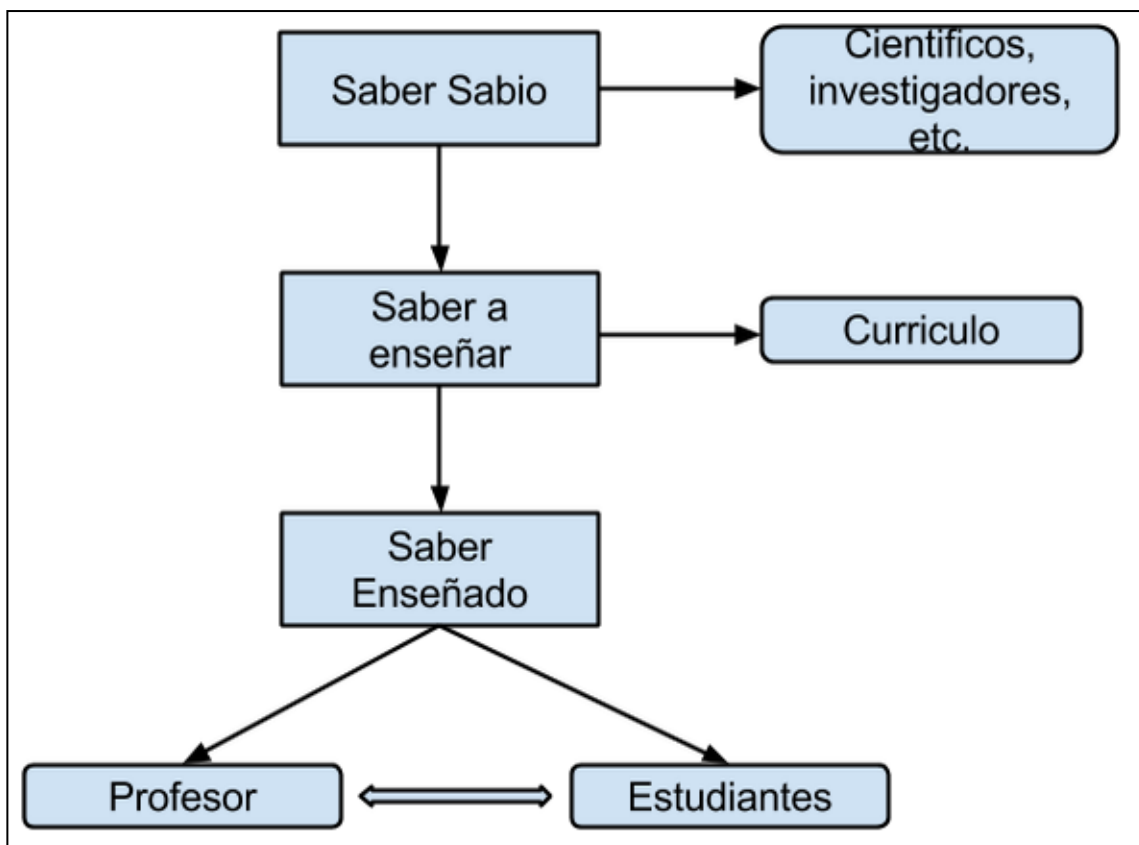 Saber Sabio
Cientificos,
investigadores,
etc.
Saber a
enseñar
Curriculo
Saber
Enseñado
Profesor
Estudiantes